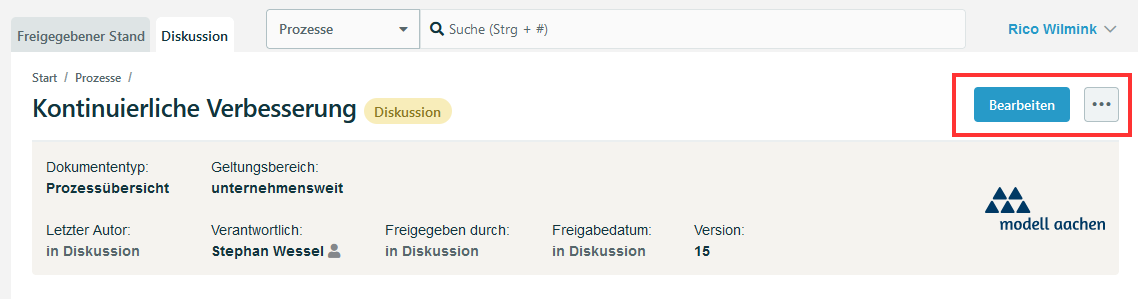 Freigegebener Stand Diskussion Prozesse Suche (Strg + #) Rico Wilmink
Start / Prozesse /
Kontinuierliche Verbesserung Diskussion Bearbeiten
Dokumententyp: Geltungsbereich:
Prozessübersicht unternehmensweit
Letzter Autor: Verantwortlich: Freigegeben durch: Freigabedatum: Version:
in Diskussion Stephan Wessel in Diskussion in Diskussion 15
modell aachen